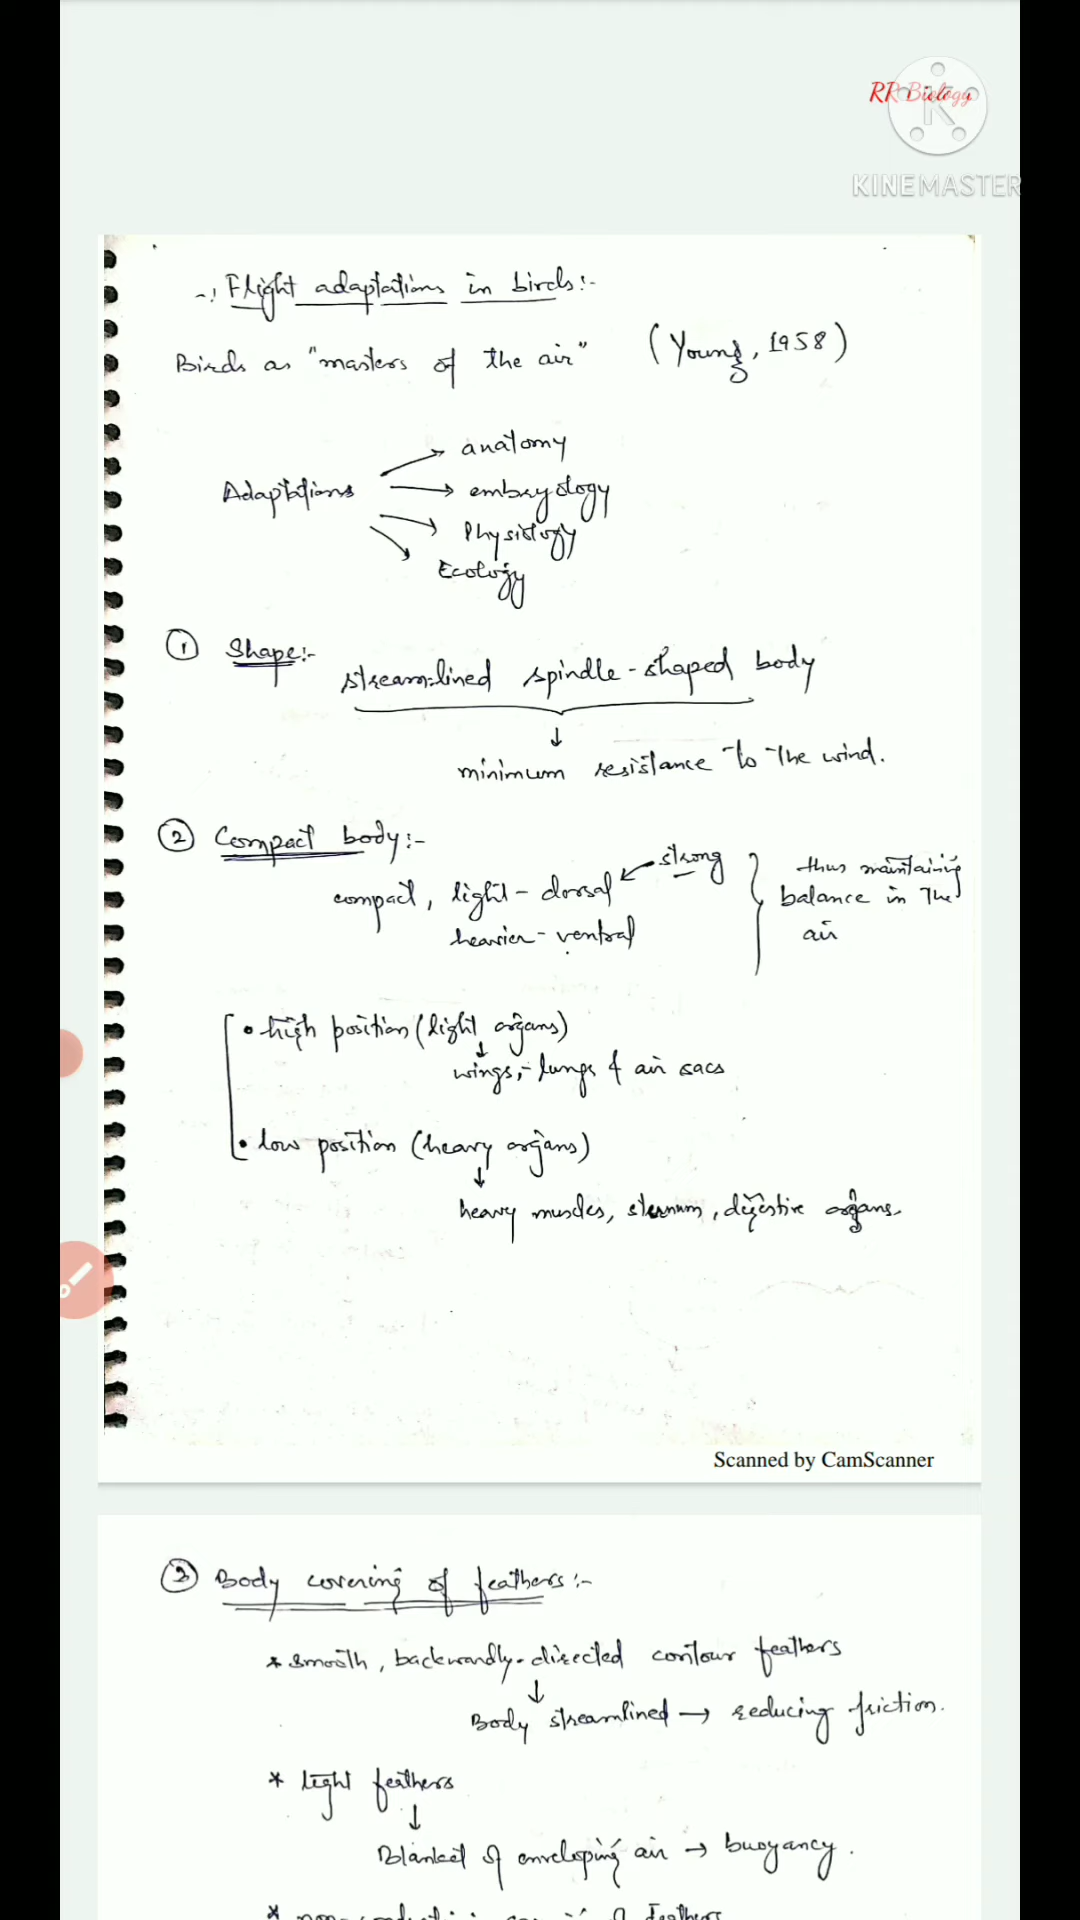 RR Biology
KINEMASTER
Flight adaptations in birds:-
Birds as "masters of the air" (Young, 1958)
anatomy
Adaptations
embryology
Physiology
Ecology
① Shape:-
streamlined spindle-shaped body
↓
minimum resistance to the wind.
② Compact body:-
compact, light - dorsal ← strong
heavier - ventral
thus maintaining
balance in the
air
• high position (light organs)
↓
wings, - lungs & air sacs
• low position (heavy organs)
↓
heavy muscles, sternum, digestive organs.
Scanned by CamScanner
③ Body covering of feathers:-
* smooth, backwardly-directed contour feathers
↓
Body streamlined → reducing friction.
* light feathers
↓
Blanket of enveloping air → buoyancy.